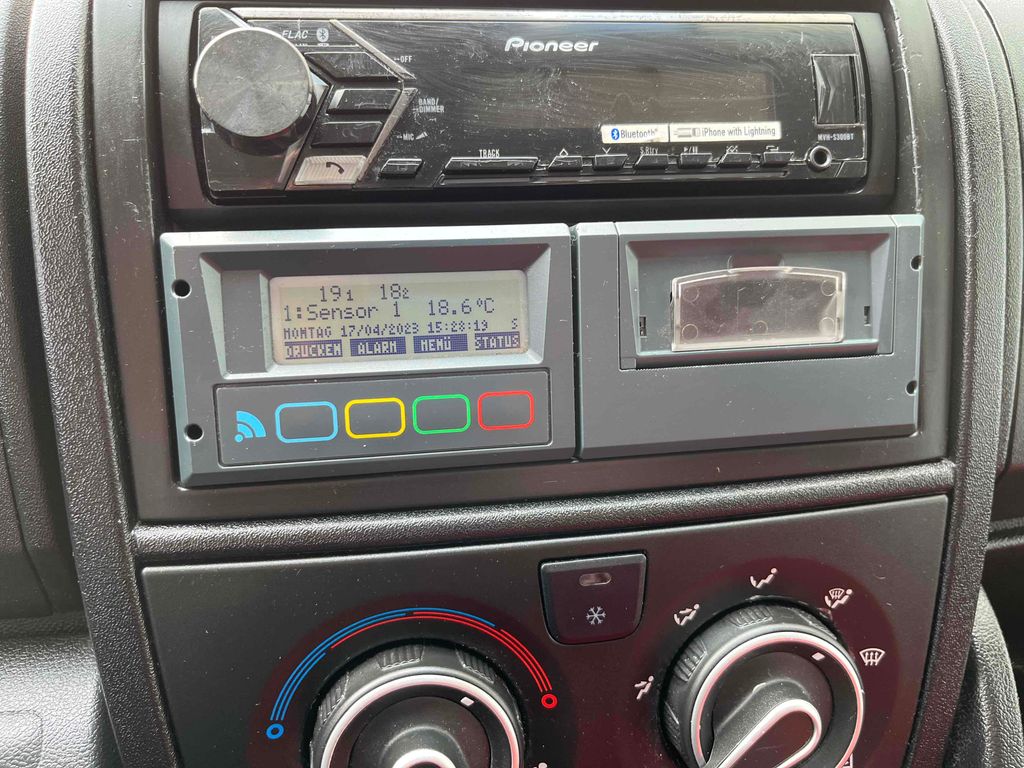 FLAC
Pioneer
OFF
BAND/
DIMMER
MIC
Bluetooth® iPhone with Lightning
MVH-S300BT
TRACK
S.Rtrv
19₁ 18₂
1:Sensor 1 18.6°C
MONTAG 17/04/2023 15:28:19 S
DRUCKEN ALARM MENÜ STATUS